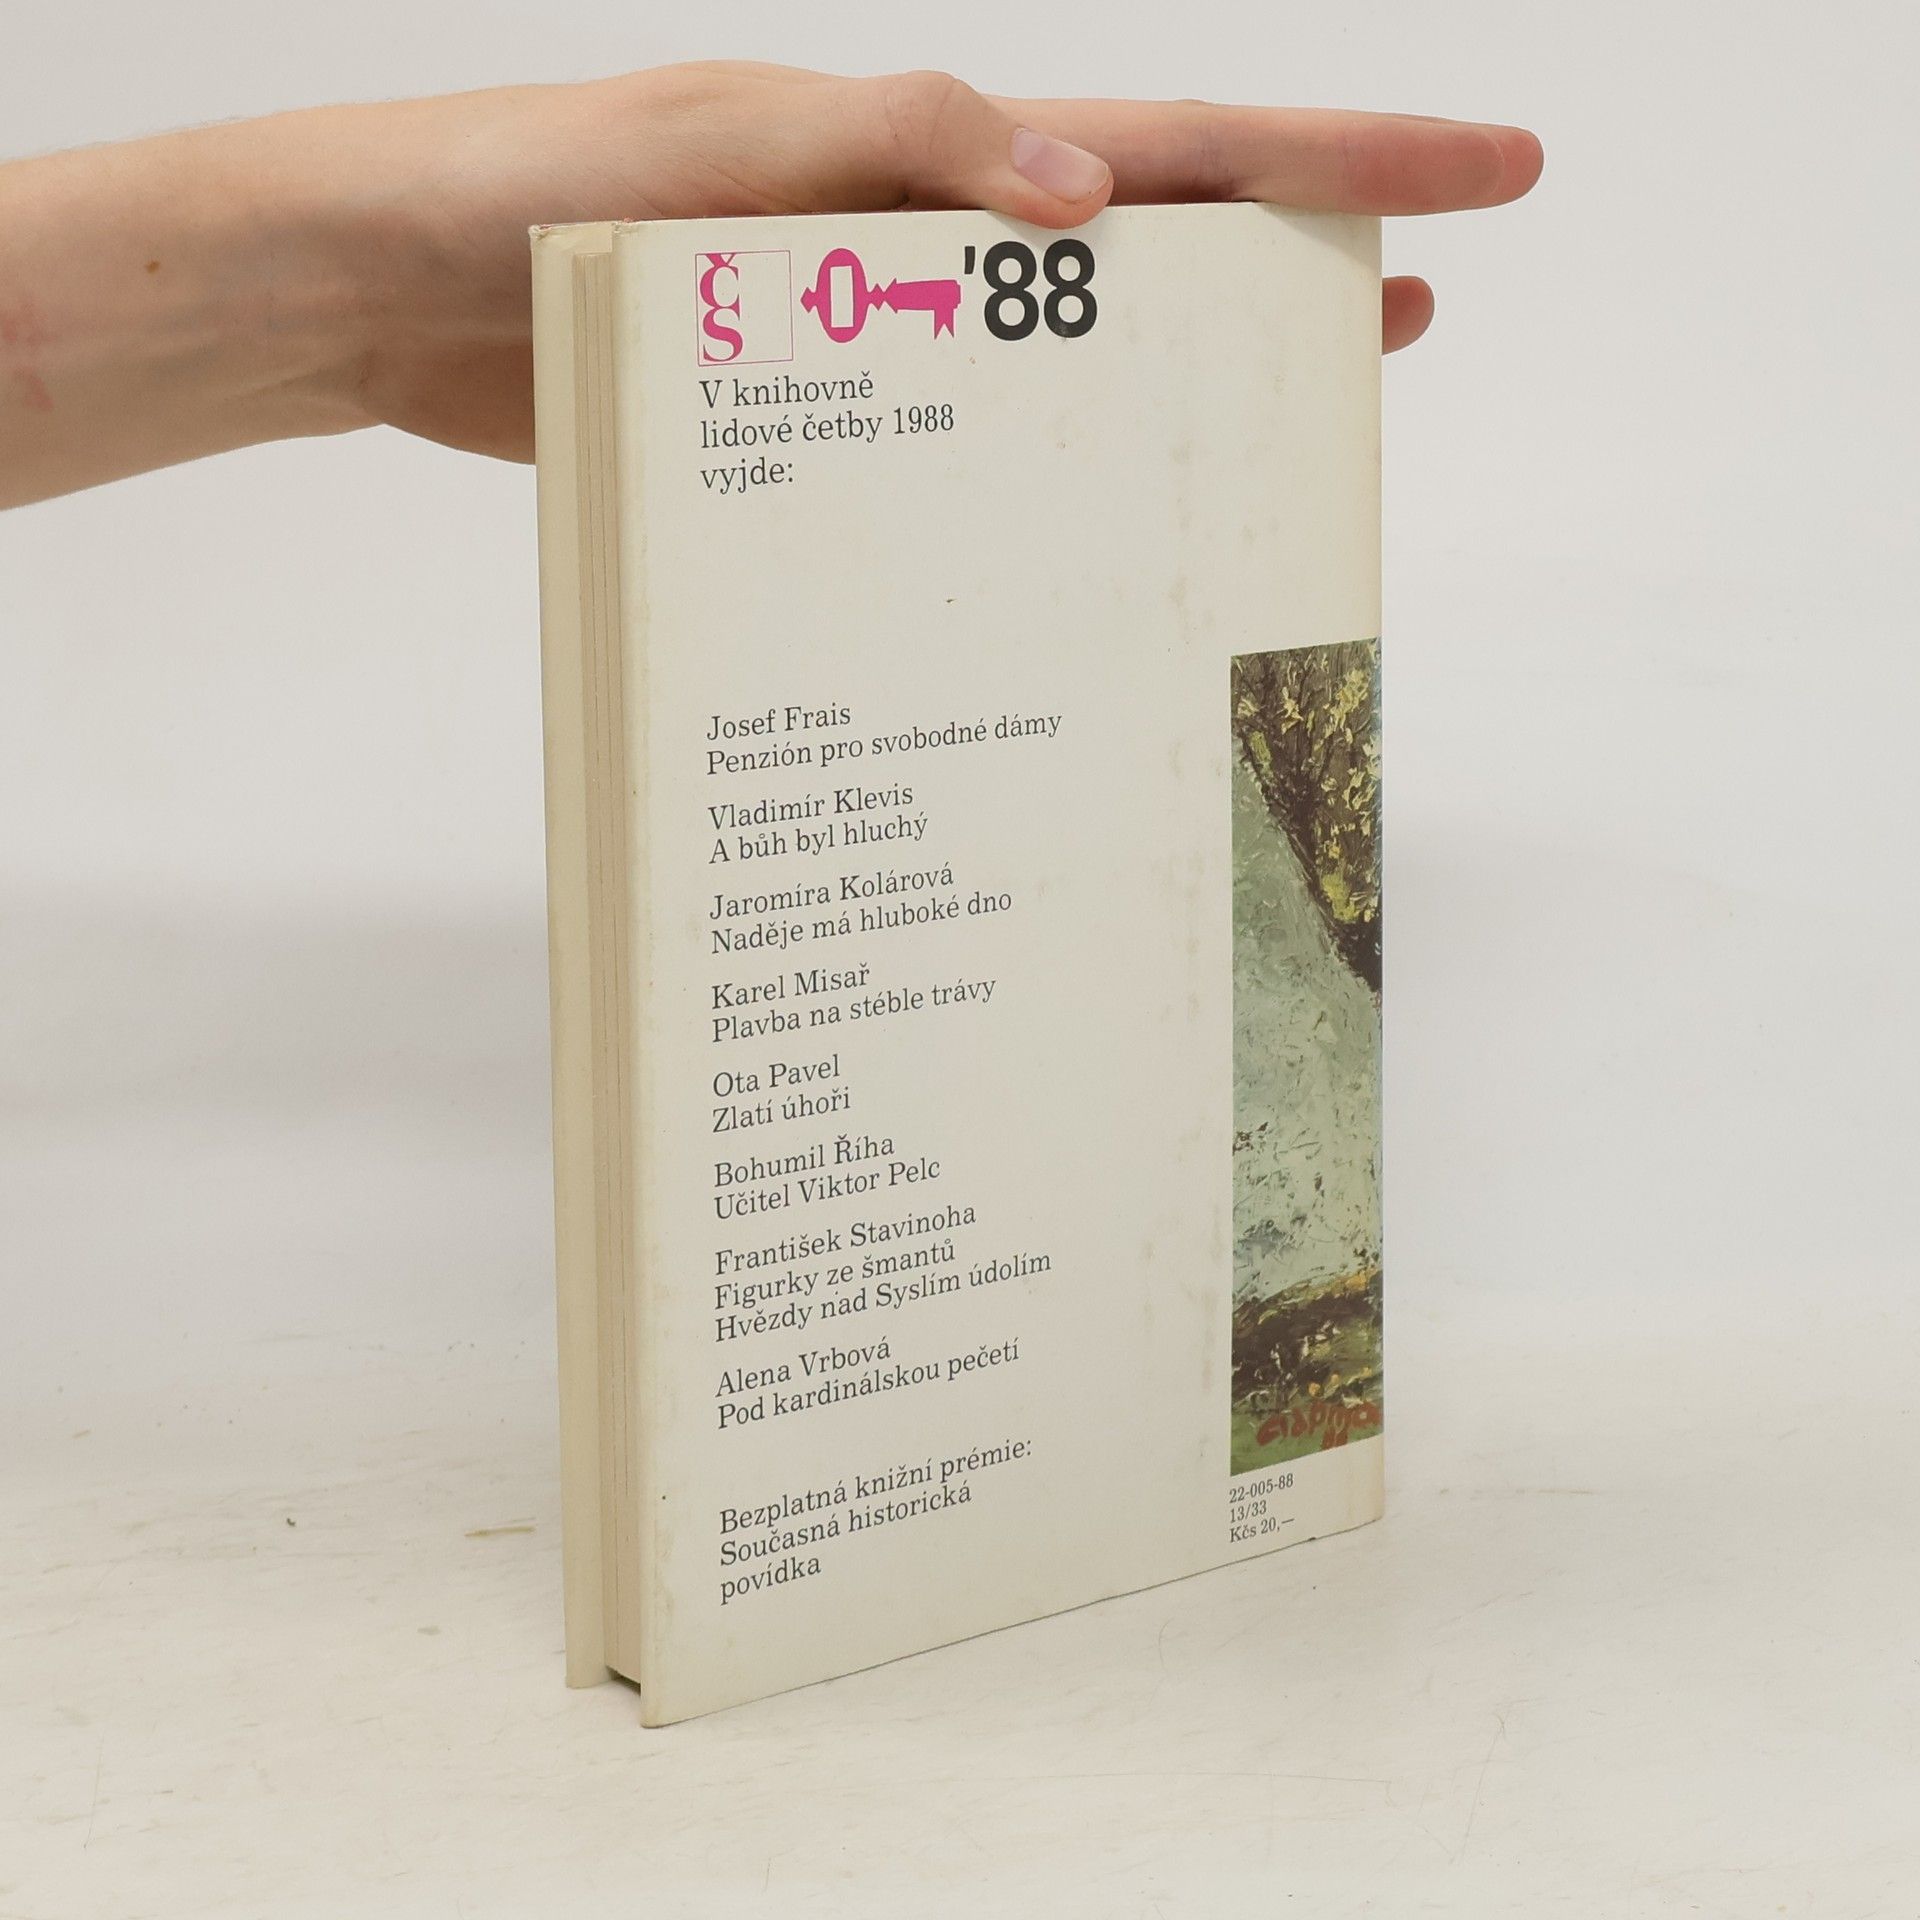 Č
S
'88
V knihovně
lidové četby 1988
vyjde:
Josef Frais
Penzión pro svobodné dámy
Vladimír Klevis
A bůh byl hluchý
Jaromíra Kolárová
Naděje má hluboké dno
Karel Misař
Plavba na stéble trávy
Ota Pavel
Zlatí úhoři
Bohumil Říha
Učitel Viktor Pelc
František Stavinoha
Figurky ze šmantů
Hvězdy nad Syslím údolím
Alena Vrbová
Pod kardinálskou pečetí
Bezplatná knižní prémie:
Současná historická
povídka
22-005-88
13/33
Kčs 20,—